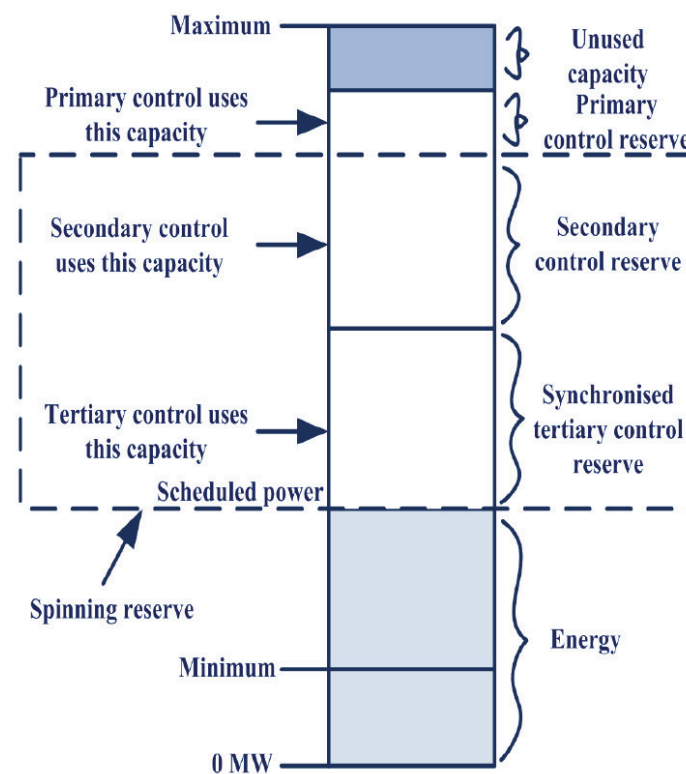 Maximum
Unused
capacity
Primary control uses
this capacity
Primary
control reserve
Secondary control
uses this capacity
Secondary
control reserve
Tertiary control uses
this capacity
Synchronised
tertiary control
reserve
Scheduled power
Spinning reserve
Energy
Minimum
0 MW